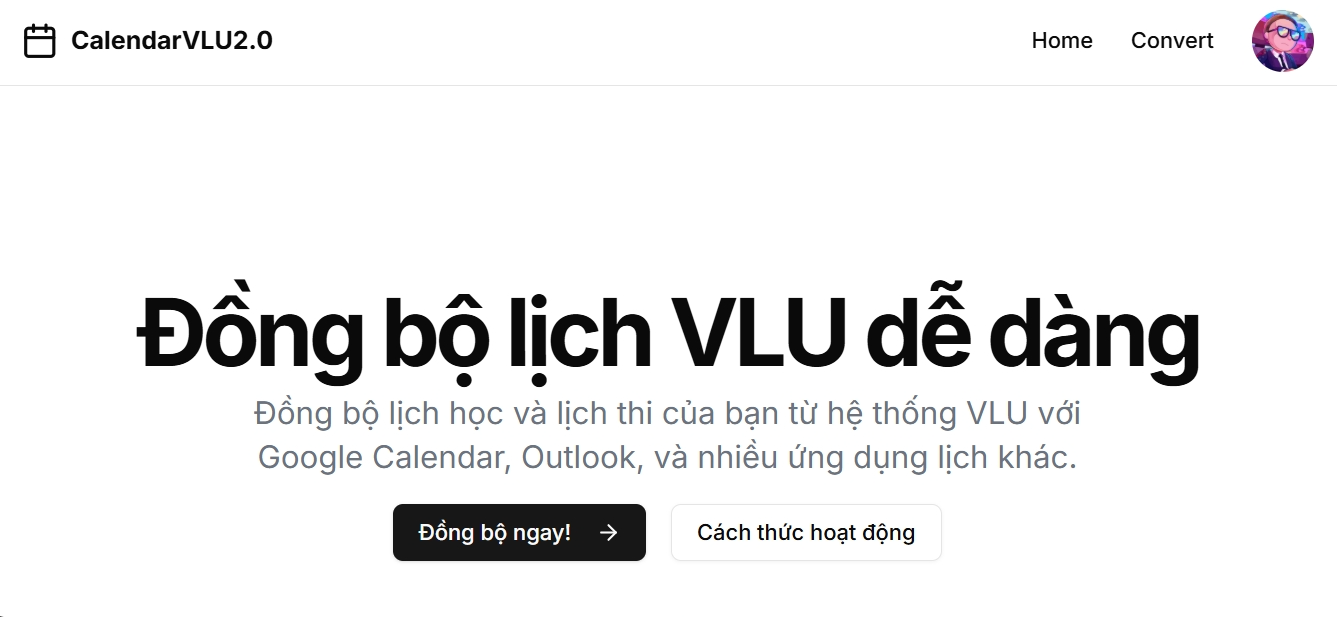 CalendarVLU2.0
Home
Convert
Đồng bộ lịch VLU dễ dàng
Đồng bộ lịch học và lịch thi của bạn từ hệ thống VLU với
Google Calendar, Outlook, và nhiều ứng dụng lịch khác.
Đồng bộ ngay!
Cách thức hoạt động